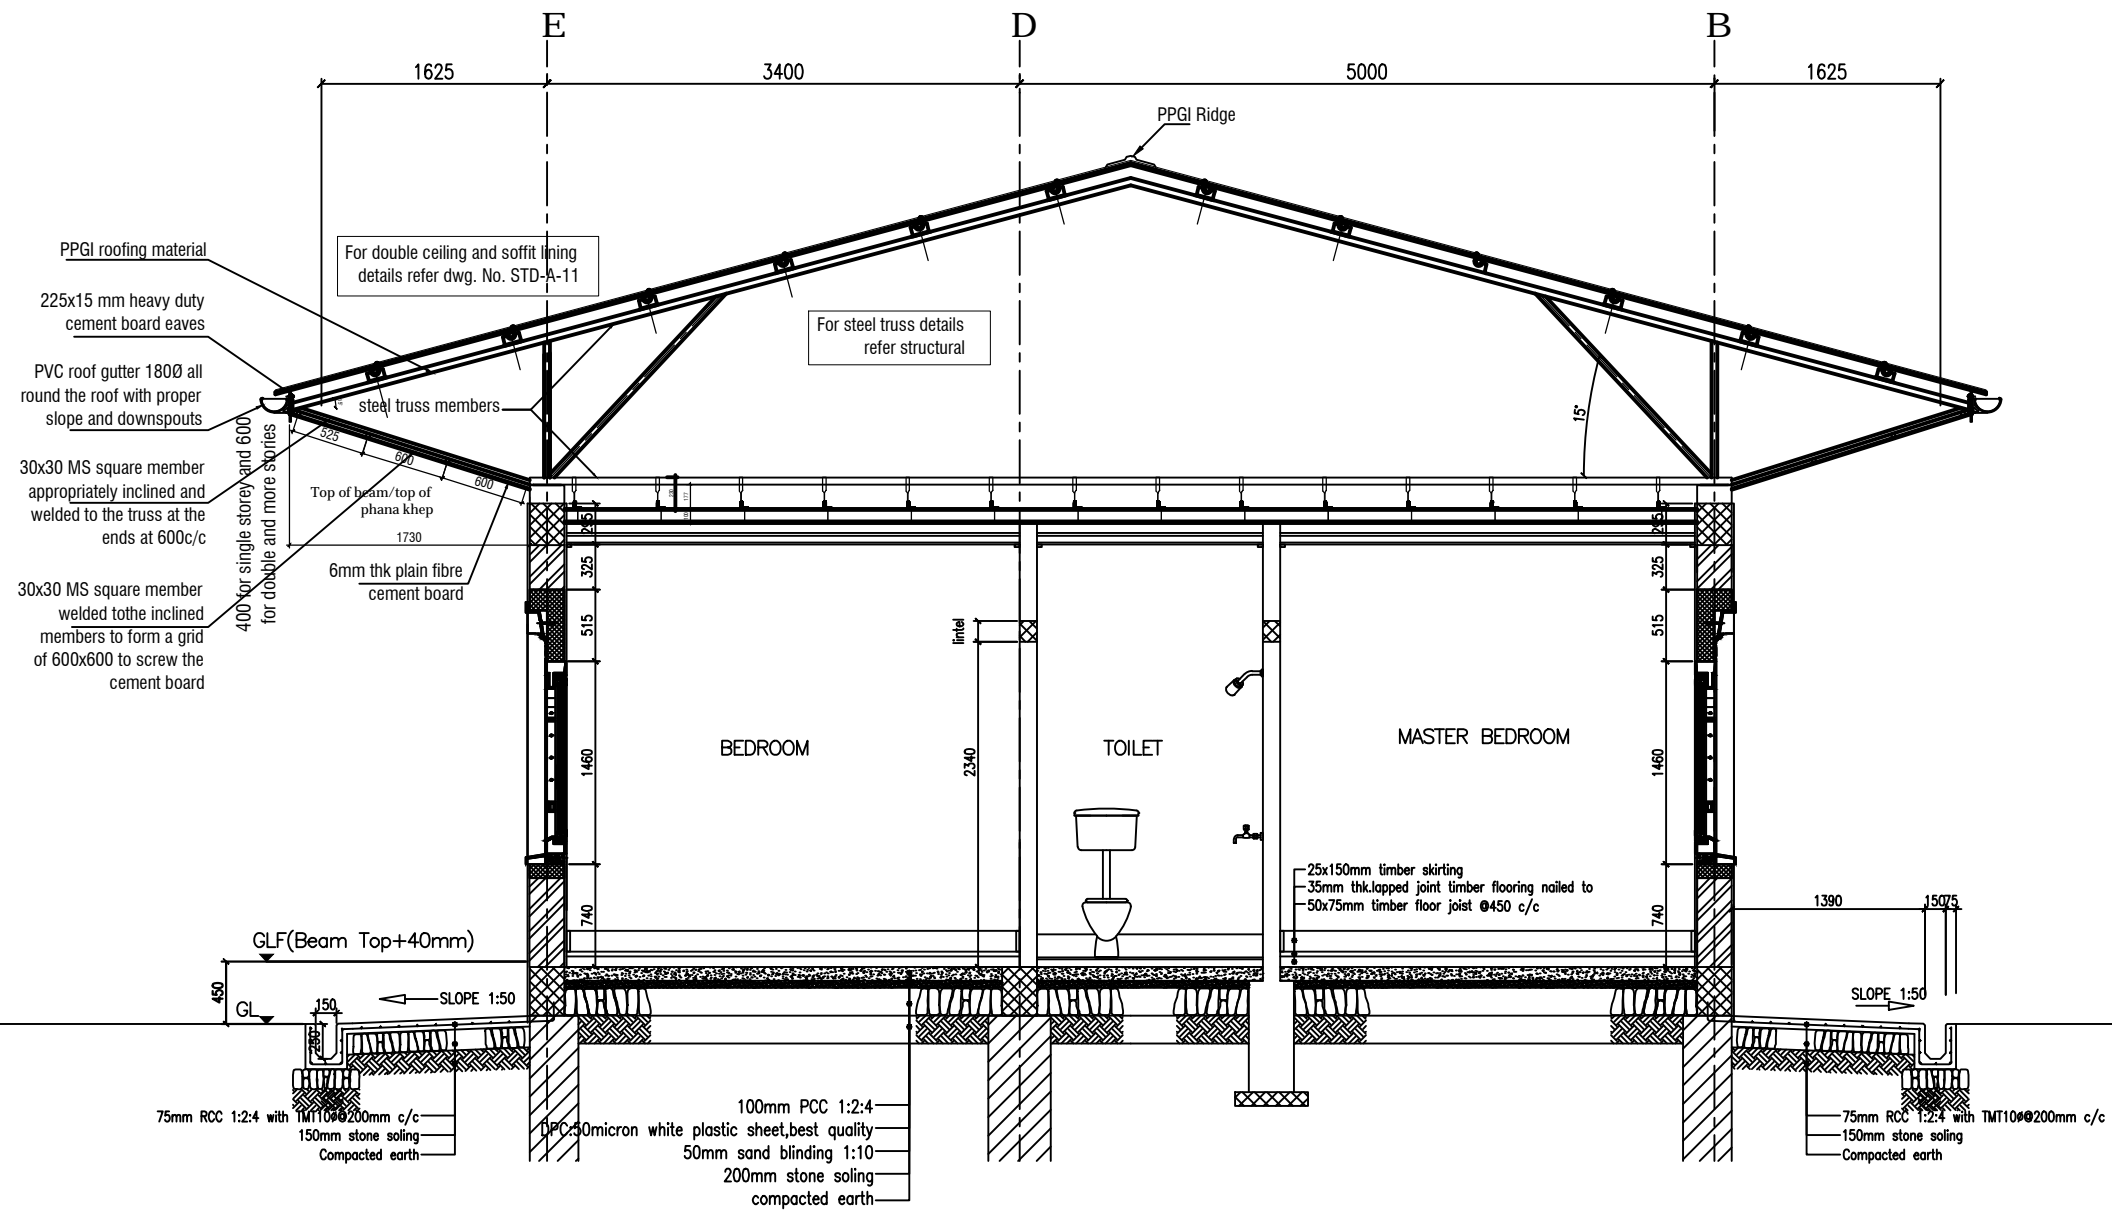 E
D
B
1625
3400
5000
1625
PPGI Ridge
PPGI roofing material
For double ceiling and soffit lining
details refer dwg. No. STD-A-11
225x15 mm heavy duty
cement board eaves
For steel truss details
refer structural
PVC roof gutter 180Ø all
round the roof with proper
slope and downspouts
steel truss members
15°
525
600
600
400 for single storey and 600
for double and more stories
30x30 MS square member
appropriately inclined and
welded to the truss at the
ends at 600c/c
Top of beam/top of
phana khep
1730
6mm thk plain fibre
cement board
30x30 MS square member
welded tothe inclined
members to form a grid
of 600x600 to screw the
cement board
177
295
325
515
1460
740
lintel
2340
295
325
515
1460
740
BEDROOM
TOILET
MASTER BEDROOM
25x150mm timber skirting
35mm thk.lapped joint timber flooring nailed to
50x75mm timber floor joist @450 c/c
1390
150
75
GLF(Beam Top+40mm)
450
GL
150
250
SLOPE 1:50
SLOPE 1:50
75mm RCC 1:2:4 with TMT10ø@200mm c/c
150mm stone soling
Compacted earth
100mm PCC 1:2:4
DPC:50micron white plastic sheet,best quality
50mm sand blinding 1:10
200mm stone soling
compacted earth
75mm RCC 1:2:4 with TMT10ø@200mm c/c
150mm stone soling
Compacted earth